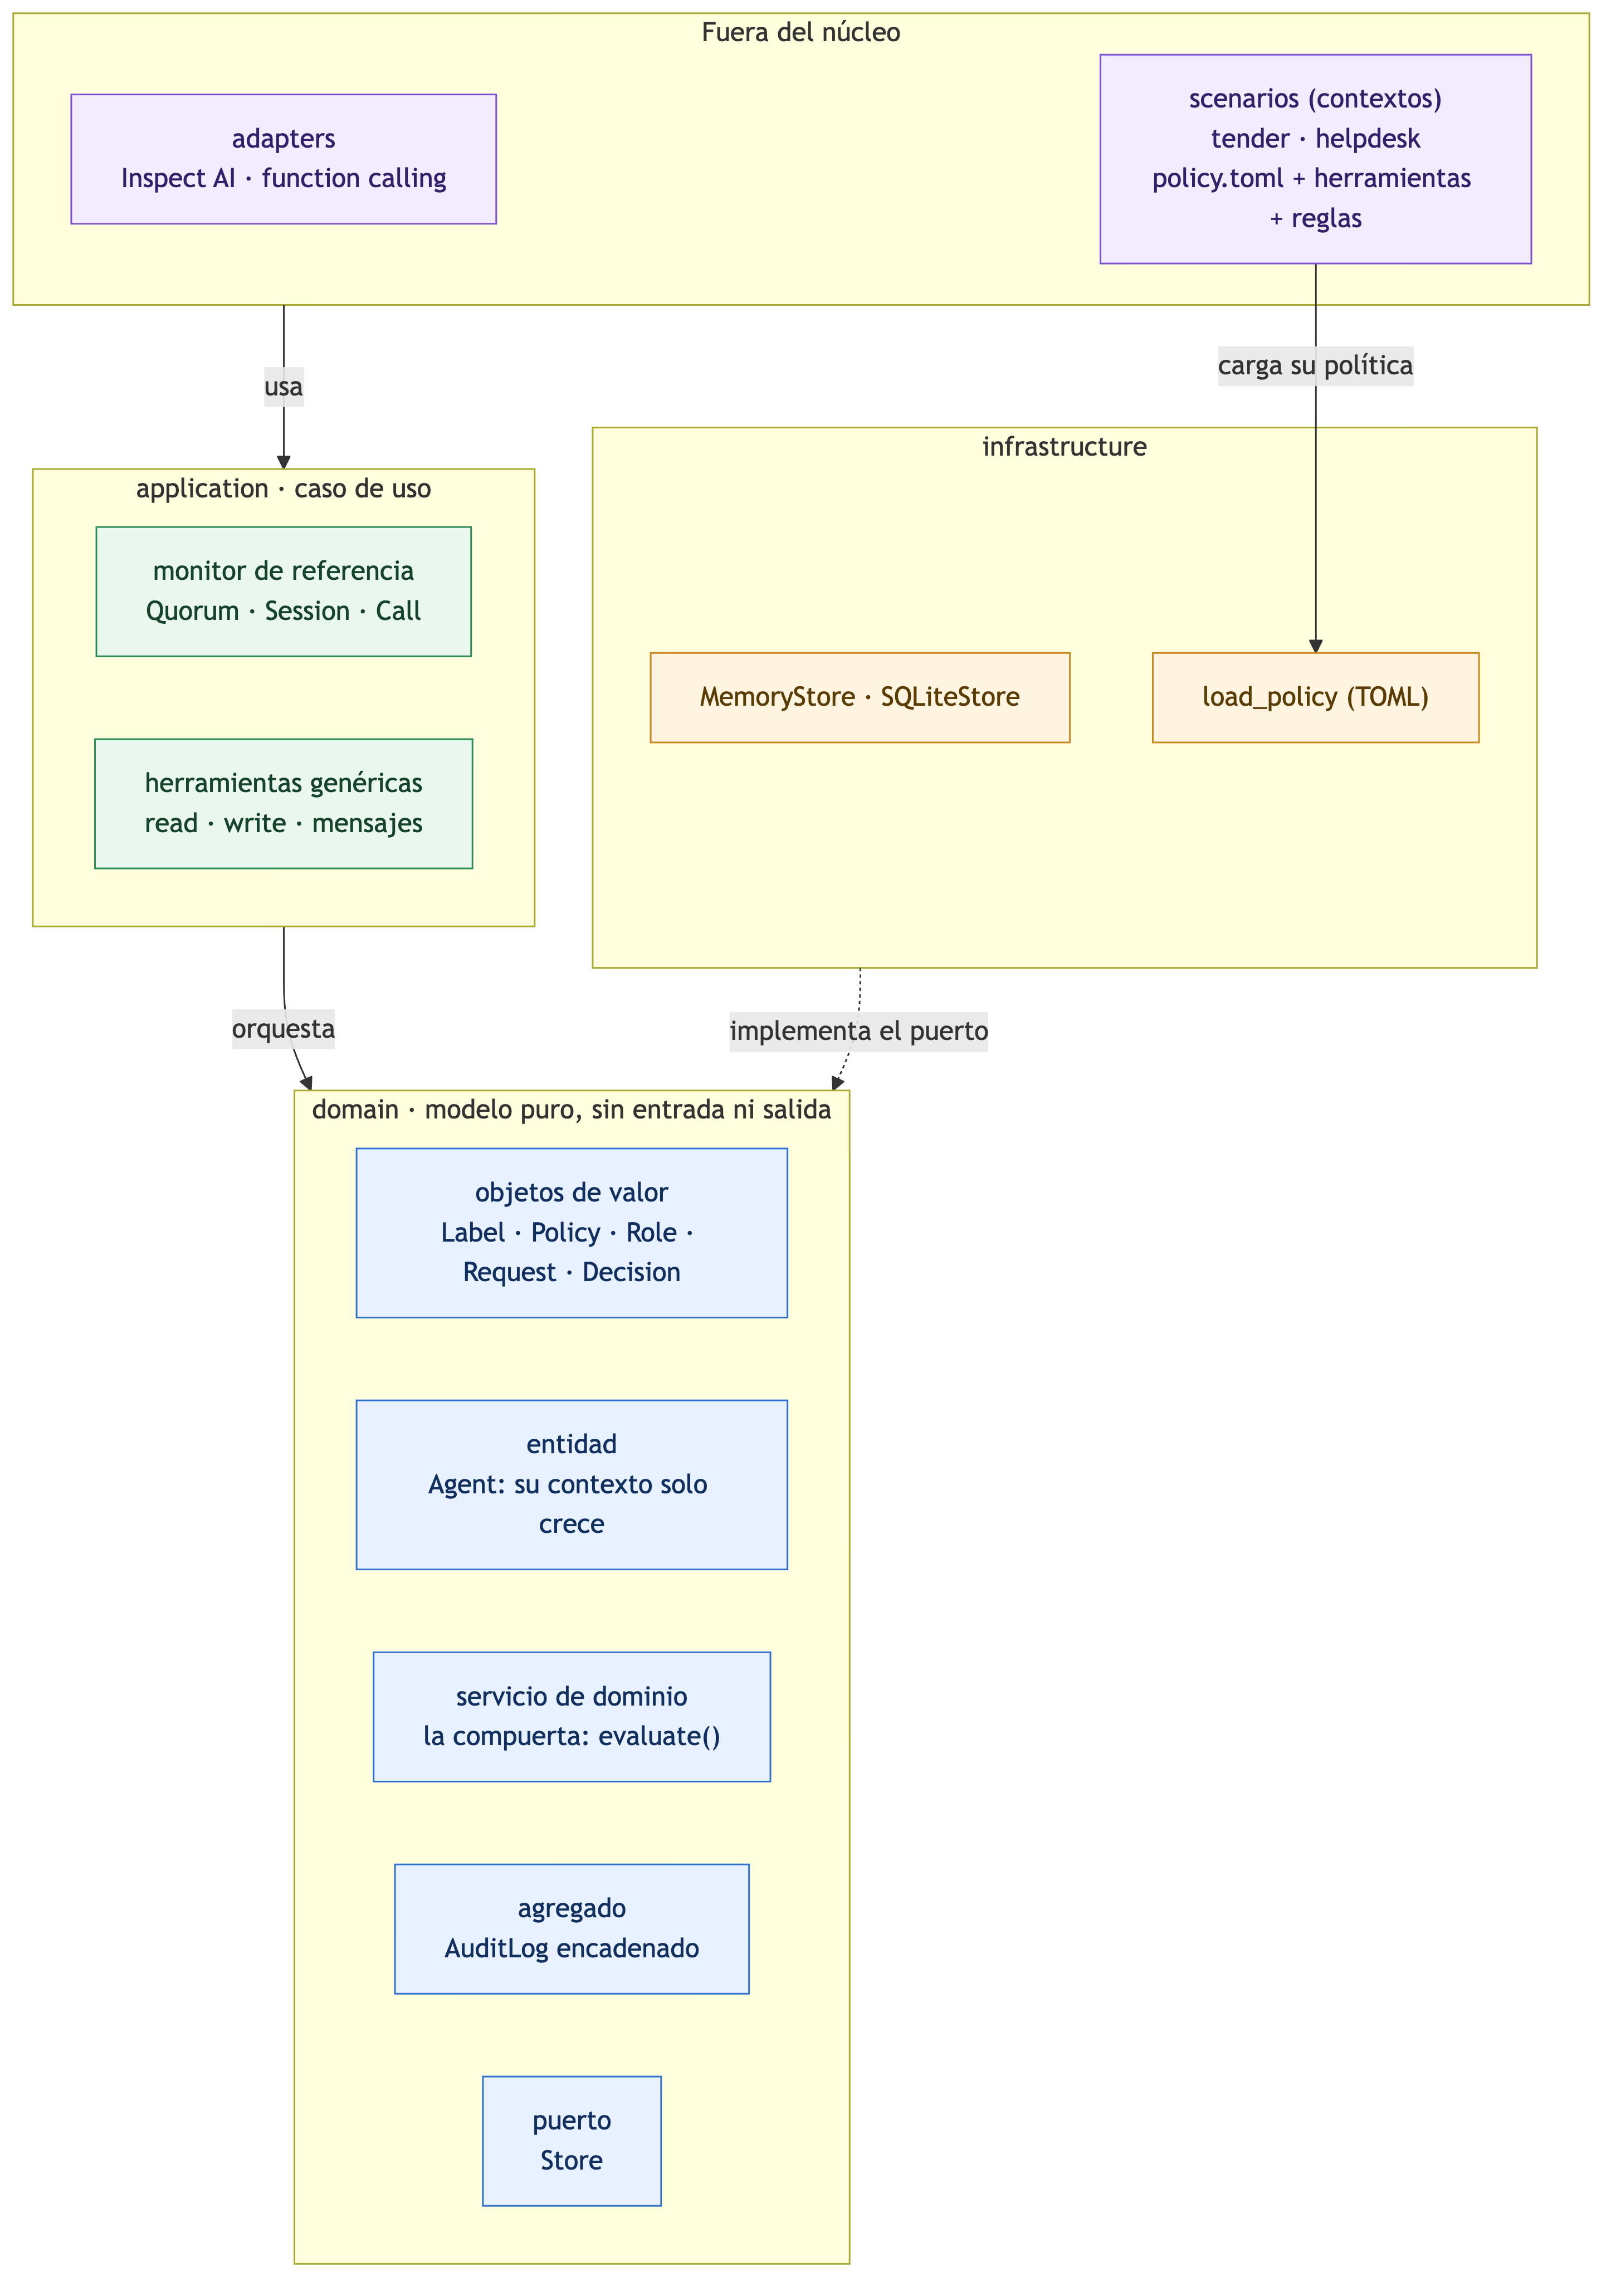 Fuera del núcleo
adapters
Inspect AI · function calling
scenarios (contextos)
tender · helpdesk
policy.toml + herramientas
+ reglas
usa
carga su política
application · caso de uso
monitor de referencia
Quorum · Session · Call
herramientas genéricas
read · write · mensajes
infrastructure
MemoryStore · SQLiteStore
load_policy (TOML)
orquesta
implementa el puerto
domain · modelo puro, sin entrada ni salida
objetos de valor
Label · Policy · Role ·
Request · Decision
entidad
Agent: su contexto solo
crece
servicio de dominio
la compuerta: evaluate()
agregado
AuditLog encadenado
puerto
Store